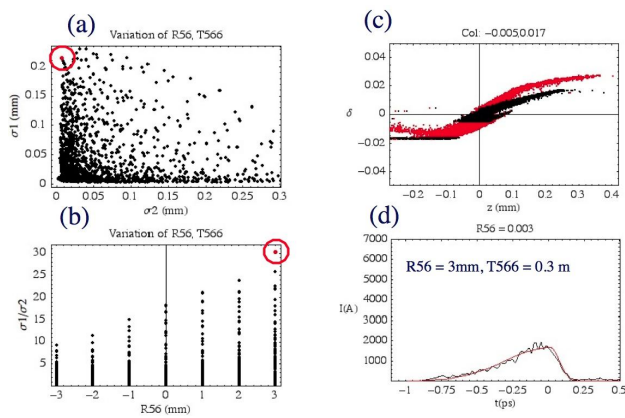 (a)
Variation of R56, T566
0.2
0.15
0.1
0.05
0
σ1 (mm)
0 0.05 0.1 0.15 0.2 0.25 0.3
σ2 (mm)
(b)
Variation of R56, T566
30
25
20
15
10
5
σ1/σ2
−3 −2 −1 0 1 2 3
R56 (mm)
(c)
Col: −0.005,0.017
0.04
0.02
0
−0.02
−0.04
δ
−0.2 −0.1 0 0.1 0.2 0.3 0.4
z (mm)
(d)
R56 = 0.003
7000
6000
5000
4000
3000
2000
1000
I(A)
R56 = 3mm, T566 = 0.3 m
−1 −0.75 −0.5 −0.25 0 0.25 0.5
t(ps)